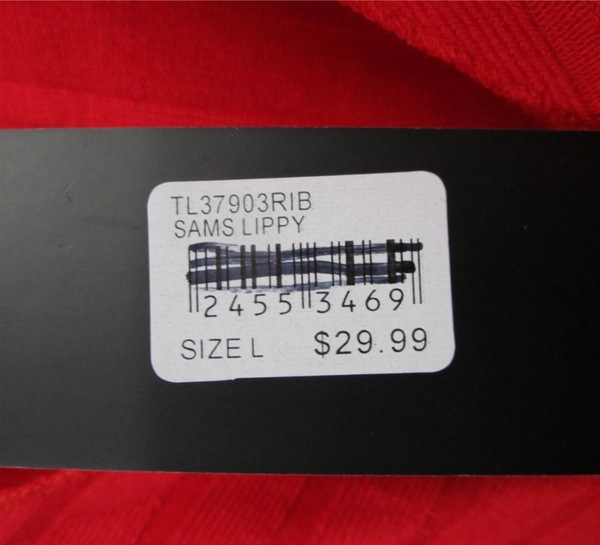 TL37903RIB
SAMS LIPPY
2455 3469
SIZE L $29.99